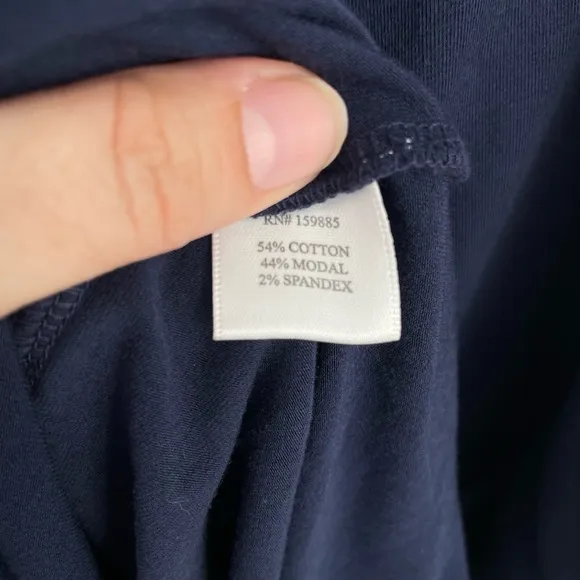 RN# 159885
54% COTTON
44% MODAL
2% SPANDEX